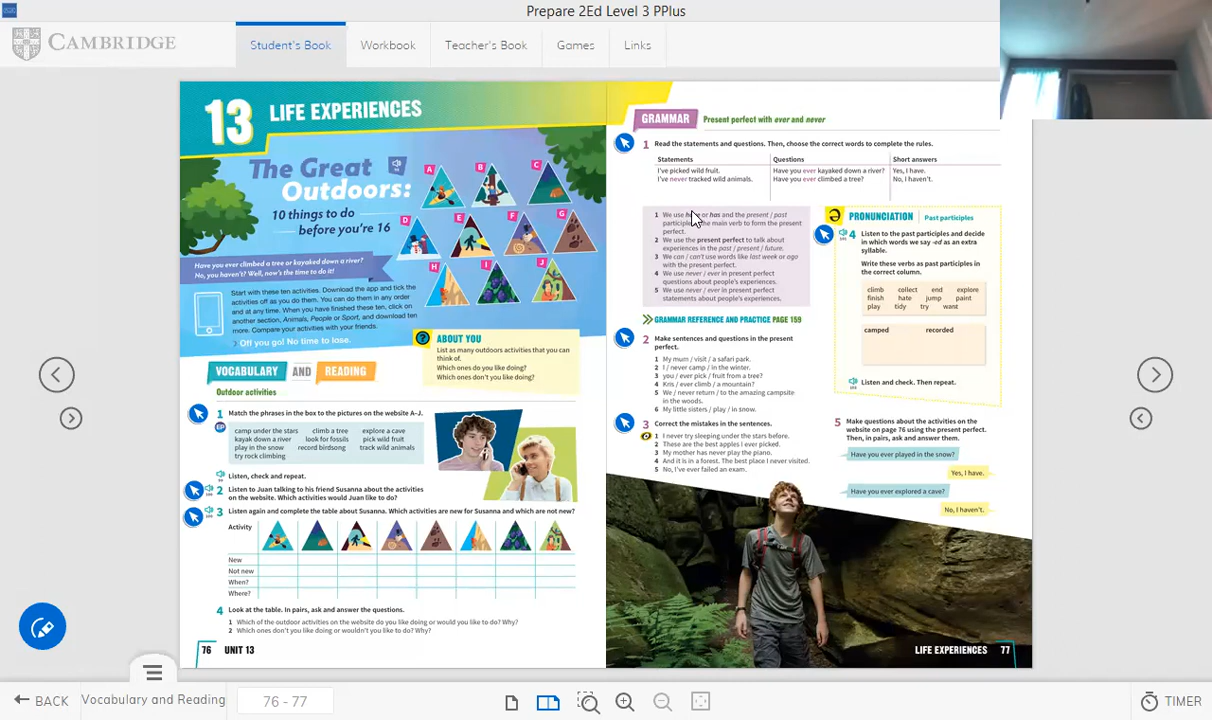 Prepare 2Ed Level 3 PPlus
CAMBRIDGE
Student's Book
Workbook
Teacher's Book
Games
Links
13 LIFE EXPERIENCES
The Great
Outdoors:
10 things to do
before you're 16
A
B
C
D
E
F
G
H
I
J
Have you ever climbed a tree or kayaked down a river?
No, you haven't? Well, now's the time to do it!
Start with these ten activities. Download the app and tick the
activities off as you do them. You can do them in any order
and at any time. When you have finished these ten, click on
another section, Animals, People or Sport, and download ten
more. Compare your activities with your friends.
Off you go! No time to lose.
? ABOUT YOU
List as many outdoors activities that you can
think of.
Which ones do you like doing?
Which ones don't you like doing?
VOCABULARY AND READING
Outdoor activities
1 Match the phrases in the box to the pictures on the website A–J.
EP
camp under the stars climb a tree explore a cave
kayak down a river look for fossils pick wild fruit
play in the snow record birdsong track wild animals
try rock climbing
Listen, check and repeat.
2 Listen to Juan talking to his friend Susanna about the activities
on the website. Which activities would Juan like to do?
3 Listen again and complete the table about Susanna. Which activities are new for Susanna and which are not new?
Activity
New
Not new
When?
Where?
4 Look at the table. In pairs, ask and answer the questions.
1 Which of the outdoor activities on the website do you like doing or would you like to do? Why?
2 Which ones don't you like doing or wouldn't you like to do? Why?
76 UNIT 13
GRAMMAR Present perfect with ever and never
1 Read the statements and questions. Then, choose the correct words to complete the rules.
Statements Questions Short answers
I've picked wild fruit. Have you ever kayaked down a river? Yes, I have.
I've never tracked wild animals. Have you ever climbed a tree? No, I haven't.
1 We use have or has and the present / past
participle of the main verb to form the present
perfect.
2 We use the present perfect to talk about
experiences in the past / present / future.
3 We can / can't use words like last week or ago
with the present perfect.
4 We use never / ever in present perfect
questions about people's experiences.
5 We use never / ever in present perfect
statements about people's experiences.
GRAMMAR REFERENCE AND PRACTICE PAGE 159
2 Make sentences and questions in the present
perfect.
1 My mum / visit / a safari park.
2 I / never camp / in the winter.
3 you / ever pick / fruit from a tree?
4 Kris / ever climb / a mountain?
5 We / never return / to the amazing campsite
in the woods.
6 My little sisters / play / in snow.
3 Correct the mistakes in the sentences.
1 I never try sleeping under the stars before.
2 These are the best apples I ever picked.
3 My mother has never play the piano.
4 And it is in a forest. The best place I never visited.
5 No, I've ever failed an exam.
PRONUNCIATION Past participles
4 Listen to the past participles and decide
in which words we say -ed as an extra
syllable.
Write these verbs as past participles in
the correct column.
climb collect end explore
finish hate jump paint
play tidy try want
camped recorded
Listen and check. Then repeat.
5 Make questions about the activities on the
website on page 76 using the present perfect.
Then, in pairs, ask and answer them.
Have you ever played in the snow?
Yes, I have.
Have you ever explored a cave?
No, I haven't.
LIFE EXPERIENCES 77
BACK
Vocabulary and Reading
76 - 77
TIMER